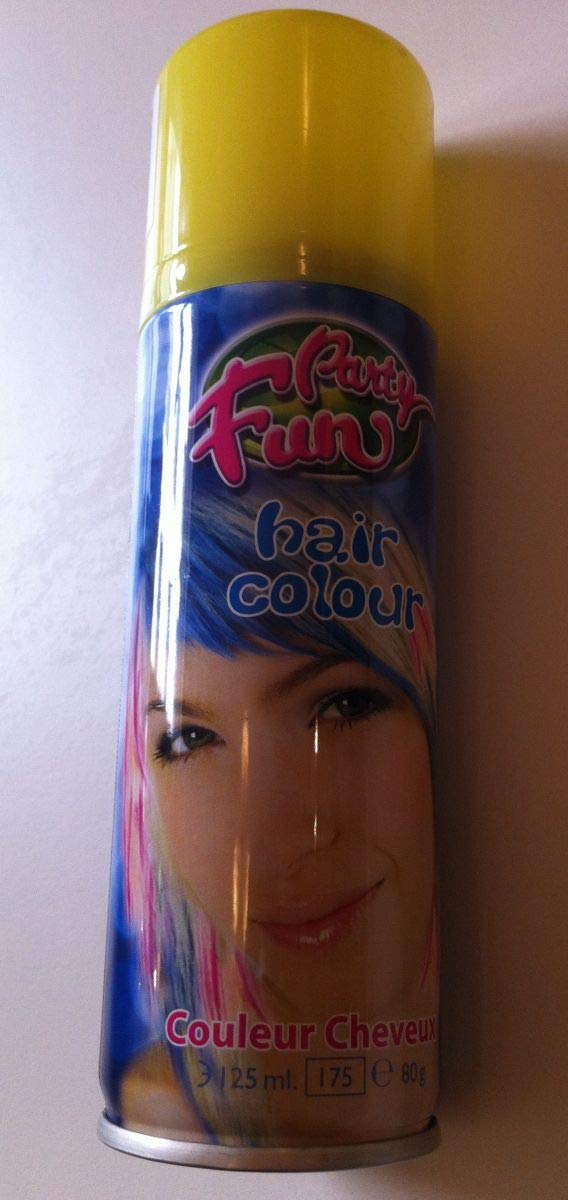 Party
Fun
hair
colour
Couleur Cheveux
℈ 125 ml. 175 ℮ 80g